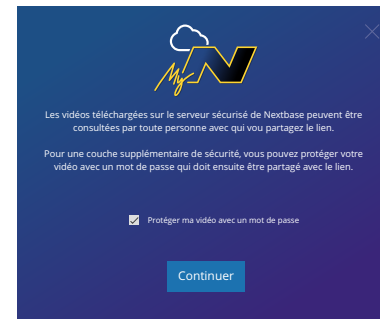 My N
Les vidéos téléchargées sur le serveur sécurisé de Nextbase peuvent être
consultées par toute personne avec qui vou partagez le lien.
Pour une couche supplémentaire de sécurité, vous pouvez protéger votre
vidéo avec un mot de passe qui doit ensuite être partagé avec le lien.
Protéger ma vidéo avec un mot de passe
Continuer